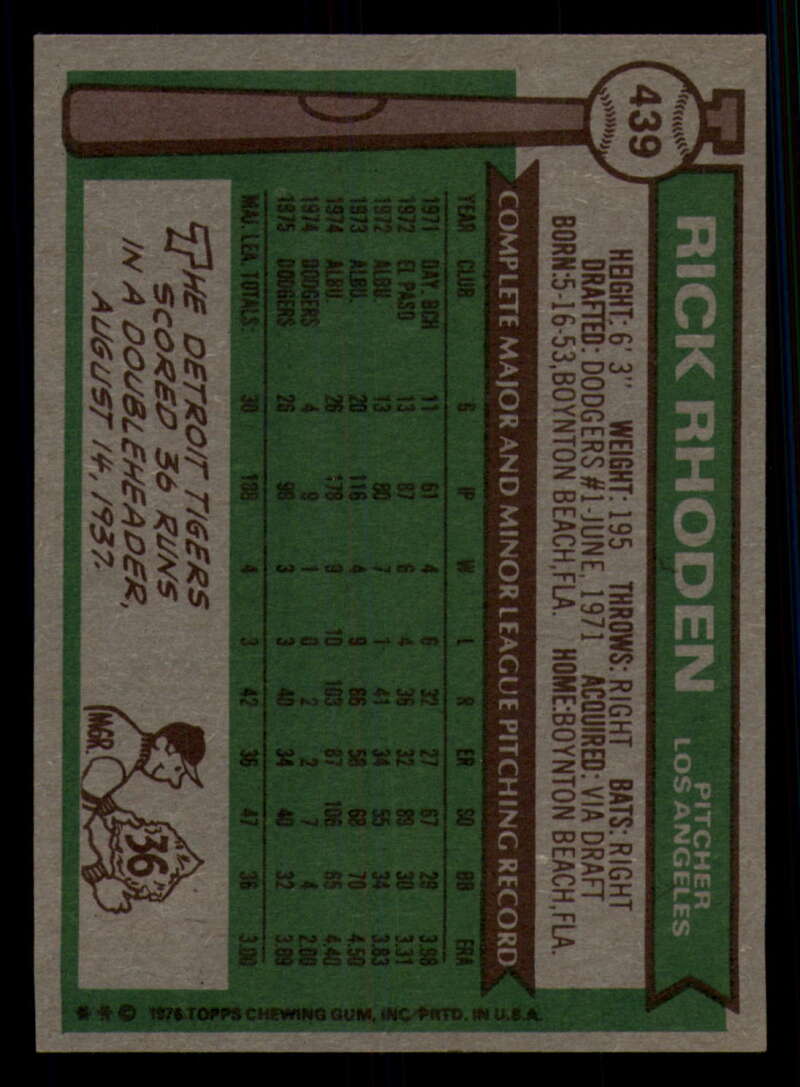 439
RICK RHODEN
PITCHER
LOS ANGELES
HEIGHT: 6' 3" WEIGHT: 195 THROWS: RIGHT BATS: RIGHT
DRAFTED: DODGERS #1-JUNE, 1971 ACQUIRED: VIA DRAFT
BORN:5-16-53,BOYNTON BEACH,FLA. HOME:BOYNTON BEACH,FLA.
COMPLETE MAJOR AND MINOR LEAGUE PITCHING RECORD
YEAR CLUB G IP W L R ER SO BB ERA
1971 DAY. BCH 11 61 4 6 32 27 67 29 3.98
1972 EL PASO 13 87 6 4 36 32 89 30 3.31
1972 ALBU. 13 80 7 1 41 34 55 34 3.83
1973 ALBU. 20 116 4 9 66 58 68 70 4.50
1974 ALBU. 26 178 9 10 103 87 106 65 4.40
1974 DODGERS 4 9 1 0 2 2 7 4 2.00
1975 DODGERS 26 3 3 40 34 40 32
MAJ. LEA. TOTALS: 30 4 3 42 36 47 36
THE DETROIT TIGERS
SCORED 36 RUNS
IN A DOUBLEHEADER,
AUGUST 14, 1937.
MGR.
36
* * © 1976 TOPPS CHEWING GUM, INC. PRTD. IN U.S.A.